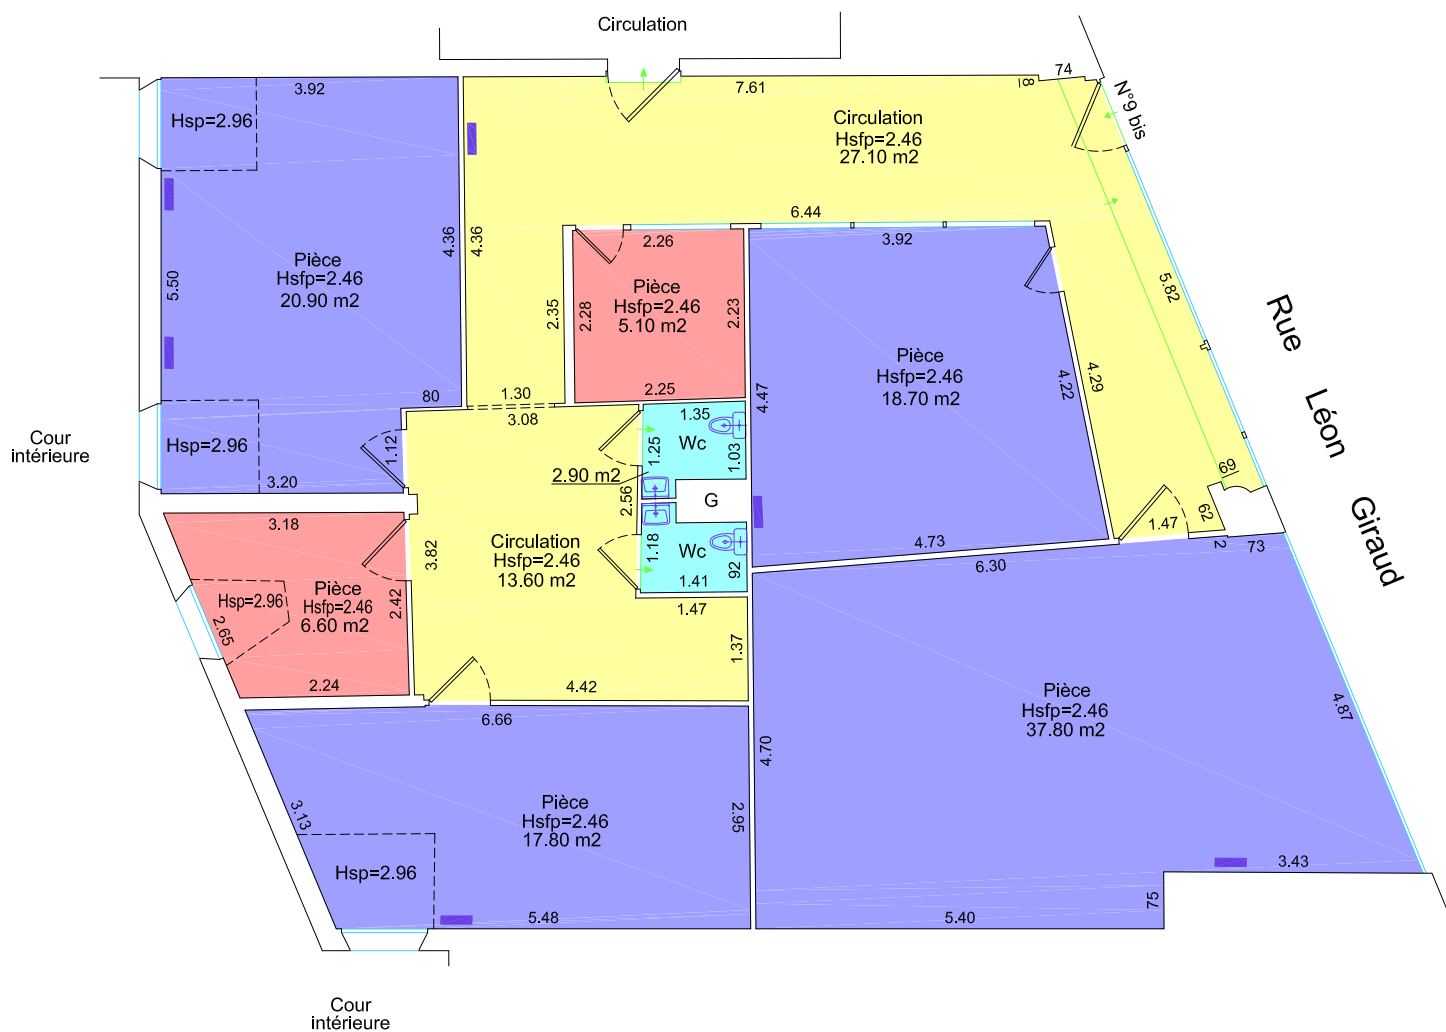 Circulation
3.92
Hsp=2.96
5.50
4.36
Pièce
Hsfp=2.46
20.90 m2
80
Hsp=2.96
1.12
3.20
4.36
7.61
8
74
N°9 bis
Circulation
Hsfp=2.46
27.10 m2
6.44
2.35
1.30
5.82
4.29
69
62
1.47
2
73
2.26
Pièce
Hsfp=2.46
5.10 m2
2.28
2.23
2.25
3.92
Pièce
Hsfp=2.46
18.70 m2
4.47
4.22
4.73
Rue Léon Giraud
Cour
intérieure
3.08
1.35
Wc
1.25
1.03
2.90 m2
2.56
G
1.18
Wc
92
1.41
Circulation
Hsfp=2.46
13.60 m2
3.82
1.47
1.37
4.42
3.18
Pièce
Hsfp=2.46
6.60 m2
Hsp=2.96
2.65
2.42
2.24
6.66
Pièce
Hsfp=2.46
17.80 m2
3.13
2.95
Hsp=2.96
5.48
6.30
Pièce
Hsfp=2.46
37.80 m2
4.70
4.87
3.43
75
5.40
Cour
intérieure